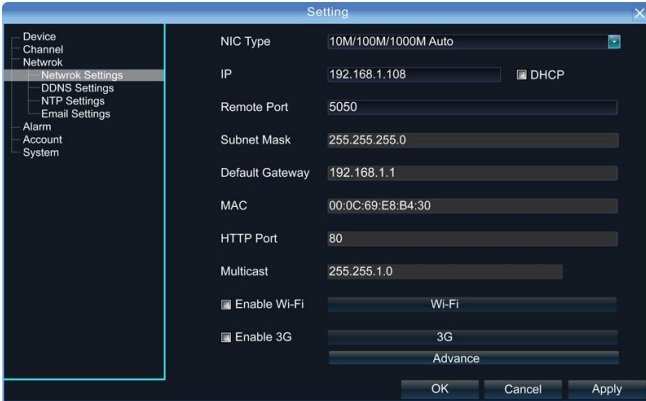 Setting
Device
Channel
Netwrok
Netwrok Settings
DDNS Settings
NTP Settings
Email Settings
Alarm
Account
System
NIC Type 10M/100M/1000M Auto
IP 192.168.1.108 DHCP
Remote Port 5050
Subnet Mask 255.255.255.0
Default Gateway 192.168.1.1
MAC 00:0C:69:E8:B4:30
HTTP Port 80
Multicast 255.255.1.0
Enable Wi-Fi Wi-Fi
Enable 3G 3G
Advance
OK Cancel Apply